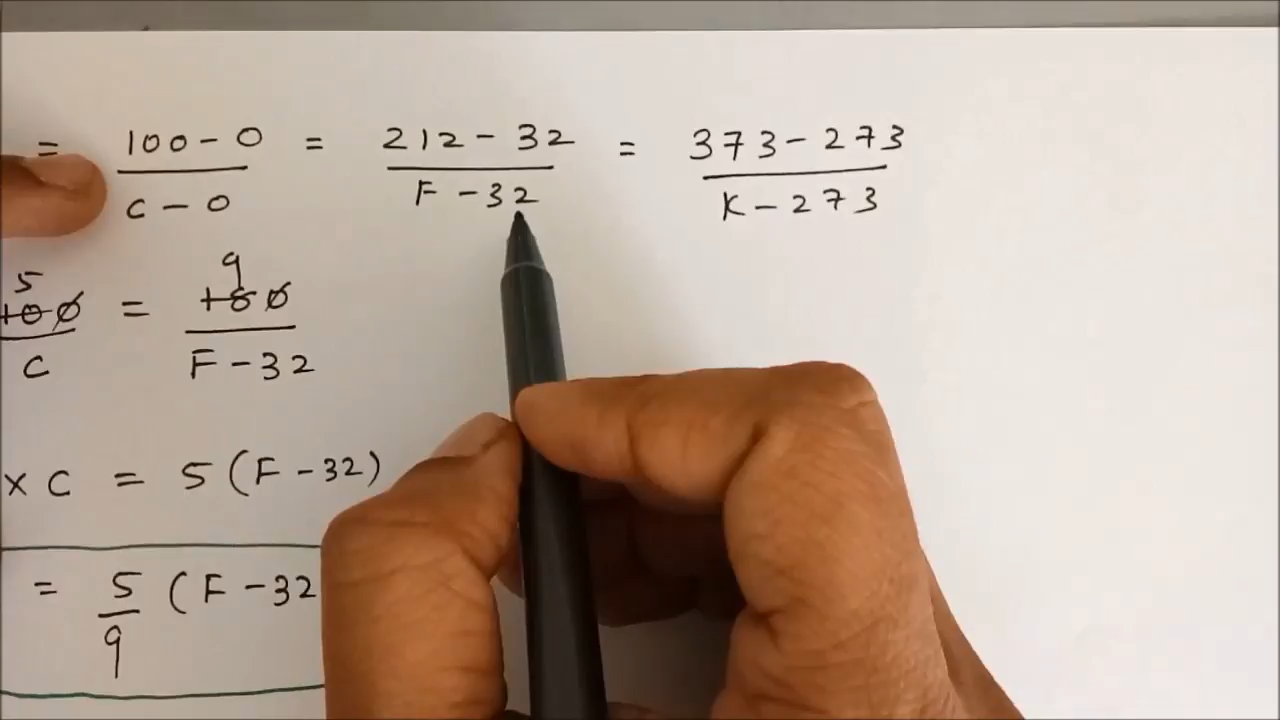 = 100 - 0 / C - 0 = 212 - 32 / F - 32 = 373 - 273 / K - 273
5 100 / C = 9 180 / F - 32
x C = 5 (F - 32)
= 5/9 (F - 32